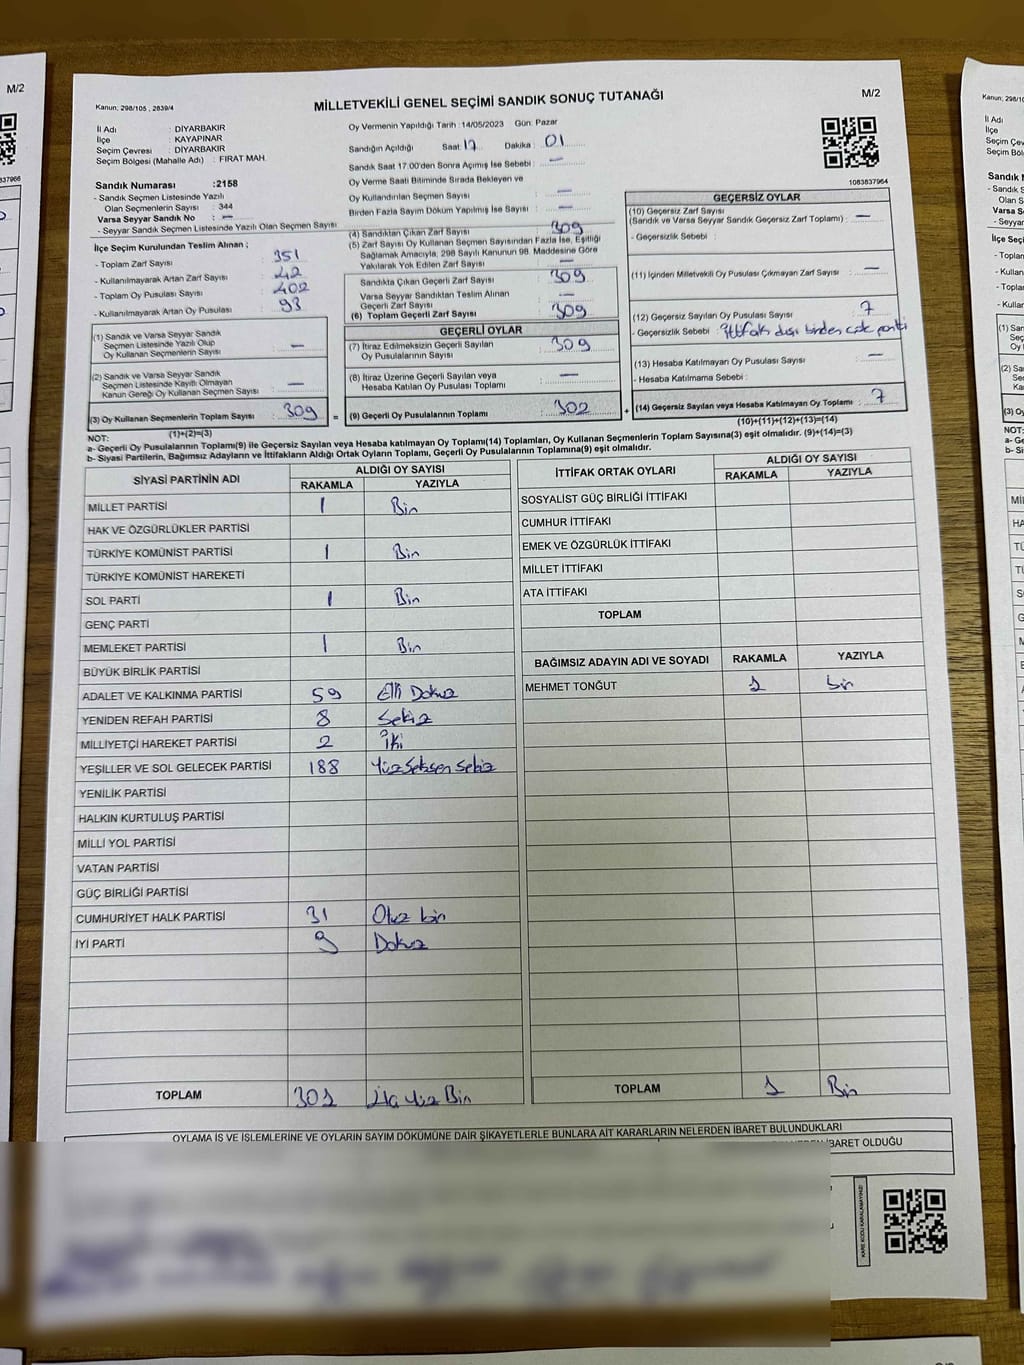 M/2
Kanun: 298/105 , 2839/4
MİLLETVEKİLİ GENEL SEÇİMİ SANDIK SONUÇ TUTANAĞI
M/2
İl Adı : DİYARBAKIR
İlçe : KAYAPINAR
Seçim Çevresi : DİYARBAKIR
Seçim Bölgesi (Mahalle Adı) : FIRAT MAH.
Oy Vermenin Yapıldığı Tarih :14/05/2023 Gün: Pazar
Sandığın Açıldığı Saat: 17 Dakika : 01
Sandık Saat 17.00'den Sonra Açımış İse Sebebi : —
Oy Verme Saati Bitiminde Sırada Bekleyen ve
Oy Kullandırılan Seçmen Sayısı : —
Birden Fazla Sayım Döküm Yapılmış İse Sayısı : —
1083837964
Sandık Numarası :2158
- Sandık Seçmen Listesinde Yazılı
Olan Seçmenlerin Sayısı : 344
Varsa Seyyar Sandık No : —
- Seyyar Sandık Seçmen Listesinde Yazılı Olan Seçmenlerin Sayısı :
İlçe Seçim Kurulundan Teslim Alınan ;
- Toplam Zarf Sayısı : 351
- Kullanılmayarak Artan Zarf Sayısı : 42
- Toplam Oy Pusulası Sayısı : 402
- Kullanılmayarak Artan Oy Pusulası : 93
(1) Sandık ve Varsa Seyyar Sandık
Seçmen Listesinde Yazılı Olup
Oy Kullanan Seçmenlerin Sayısı : —
(2) Sandık ve Varsa Seyyar Sandık
Seçmen Listesinde Kayıtlı Olmayan
Kanun Gereği Oy Kullanan Seçmen Sayısı : —
(3) Oy Kullanan Seçmenlerin Toplam Sayısı : 309 =
(1)+(2)=(3)
(4) Sandıktan Çıkan Zarf Sayısı : 309
(5) Zarf Sayısı Oy Kullanan Seçmen Sayısından Fazla İse, Eşitliği
Sağlamak Amacıyla, 298 Sayılı Kanunun 98. Maddesine Göre
Yakılarak Yok Edilen Zarf Sayısı : —
Sandıkta Çıkan Geçerli Zarf Sayısı : 309
Varsa Seyyar Sandıktan Teslim Alınan
Geçerli Zarf Sayısı : —
(6) Toplam Geçerli Zarf Sayısı : 309
GEÇERLİ OYLAR
(7) İtiraz Edilmeksizin Geçerli Sayılan
Oy Pusulalarının Sayısı : 309
(8) İtiraz Üzerine Geçerli Sayılan veya
Hesaba Katılan Oy Pusulası Toplamı : —
(9) Geçerli Oy Pusulalarının Toplamı : 302 +
GEÇERSİZ OYLAR
(10) Geçersiz Zarf Sayısı
(Sandık ve Varsa Seyyar Sandık Geçersiz Zarf Toplamı) : —
- Geçersizlik Sebebi :
(11) İçinden Milletvekili Oy Pusulası Çıkmayan Zarf Sayısı : —
(12) Geçersiz Sayılan Oy Pusulası Sayısı : 7
- Geçersizlik Sebebi : ittifak dışı birden çok parti
(13) Hesaba Katılmayan Oy Pusulası Sayısı : —
- Hesaba Katılmama Sebebi :
(14) Geçersiz Sayılan veya Hesaba Katılmayan Oy Toplamı : 7
(10)+(11)+(12)+(13)=(14)
NOT:
a- Geçerli Oy Pusulalarının Toplamı(9) ile Geçersiz Sayılan veya Hesaba katılmayan Oy Toplamı(14) Toplamları, Oy Kullanan Seçmenlerin Toplam Sayısına(3) eşit olmalıdır. (9)+(14)=(3)
b- Siyasi Partilerin, Bağımsız Adayların ve İttifakların Aldığı Ortak Oyların Toplamı, Geçerli Oy Pusulalarının Toplamına(9) eşit olmalıdır.
SİYASİ PARTİNİN ADI ALDIĞI OY SAYISI
RAKAMLA YAZIYLA
MİLLET PARTİSİ 1 Bin
HAK VE ÖZGÜRLÜKLER PARTİSİ
TÜRKİYE KOMÜNİST PARTİSİ 1 Bin
TÜRKİYE KOMÜNİST HAREKETİ
SOL PARTİ 1 Bin
GENÇ PARTİ
MEMLEKET PARTİSİ 1 Bin
BÜYÜK BİRLİK PARTİSİ
ADALET VE KALKINMA PARTİSİ 59 Elli Dokuz
YENİDEN REFAH PARTİSİ 8 Sekiz
MİLLİYETÇİ HAREKET PARTİSİ 2 İki
YEŞİLLER VE SOL GELECEK PARTİSİ 188 Yüz Seksen Sekiz
YENİLİK PARTİSİ
HALKIN KURTULUŞ PARTİSİ
MİLLİ YOL PARTİSİ
VATAN PARTİSİ
GÜÇ BİRLİĞİ PARTİSİ
CUMHURİYET HALK PARTİSİ 31 Otuz bin
İYİ PARTİ 9 Dokuz
TOPLAM 301 Üç Yüz Bin
İTTİFAK ORTAK OYLARI ALDIĞI OY SAYISI
RAKAMLA YAZIYLA
SOSYALİST GÜÇ BİRLİĞİ İTTİFAKI
CUMHUR İTTİFAKI
EMEK VE ÖZGÜRLÜK İTTİFAKI
MİLLET İTTİFAKI
ATA İTTİFAKI
TOPLAM
BAĞIMSIZ ADAYIN ADI VE SOYADI RAKAMLA YAZIYLA
MEHMET TONĞUT 1 bin
TOPLAM 1 Bin
OYLAMA İŞ VE İŞLEMLERİNE VE OYLARIN SAYIM DÖKÜMÜNE DAİR ŞİKAYETLERLE BUNLARA AİT KARARLARIN NELERDEN İBARET BULUNDUKLARI
İBARET OLDUĞU
KARE KODU KARALAMAYINIZ!